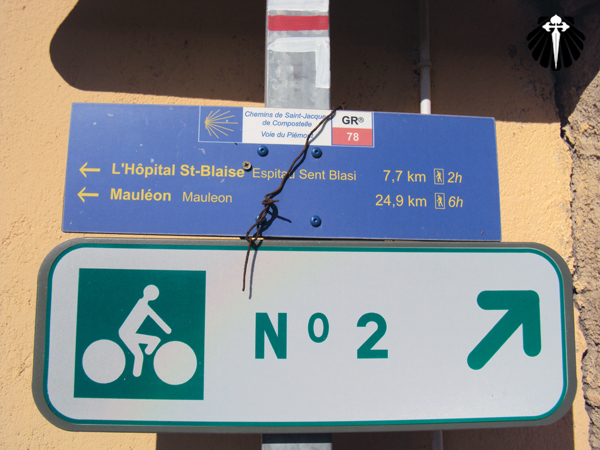 Chemins de Saint-Jacques
de Compostelle
Voie du Piémont
GR®
78
← L'Hôpital St-Blaise Espitau Sent Blasi 7,7 km 2h
← Mauléon Mauleon 24,9 km 6h
Nº 2